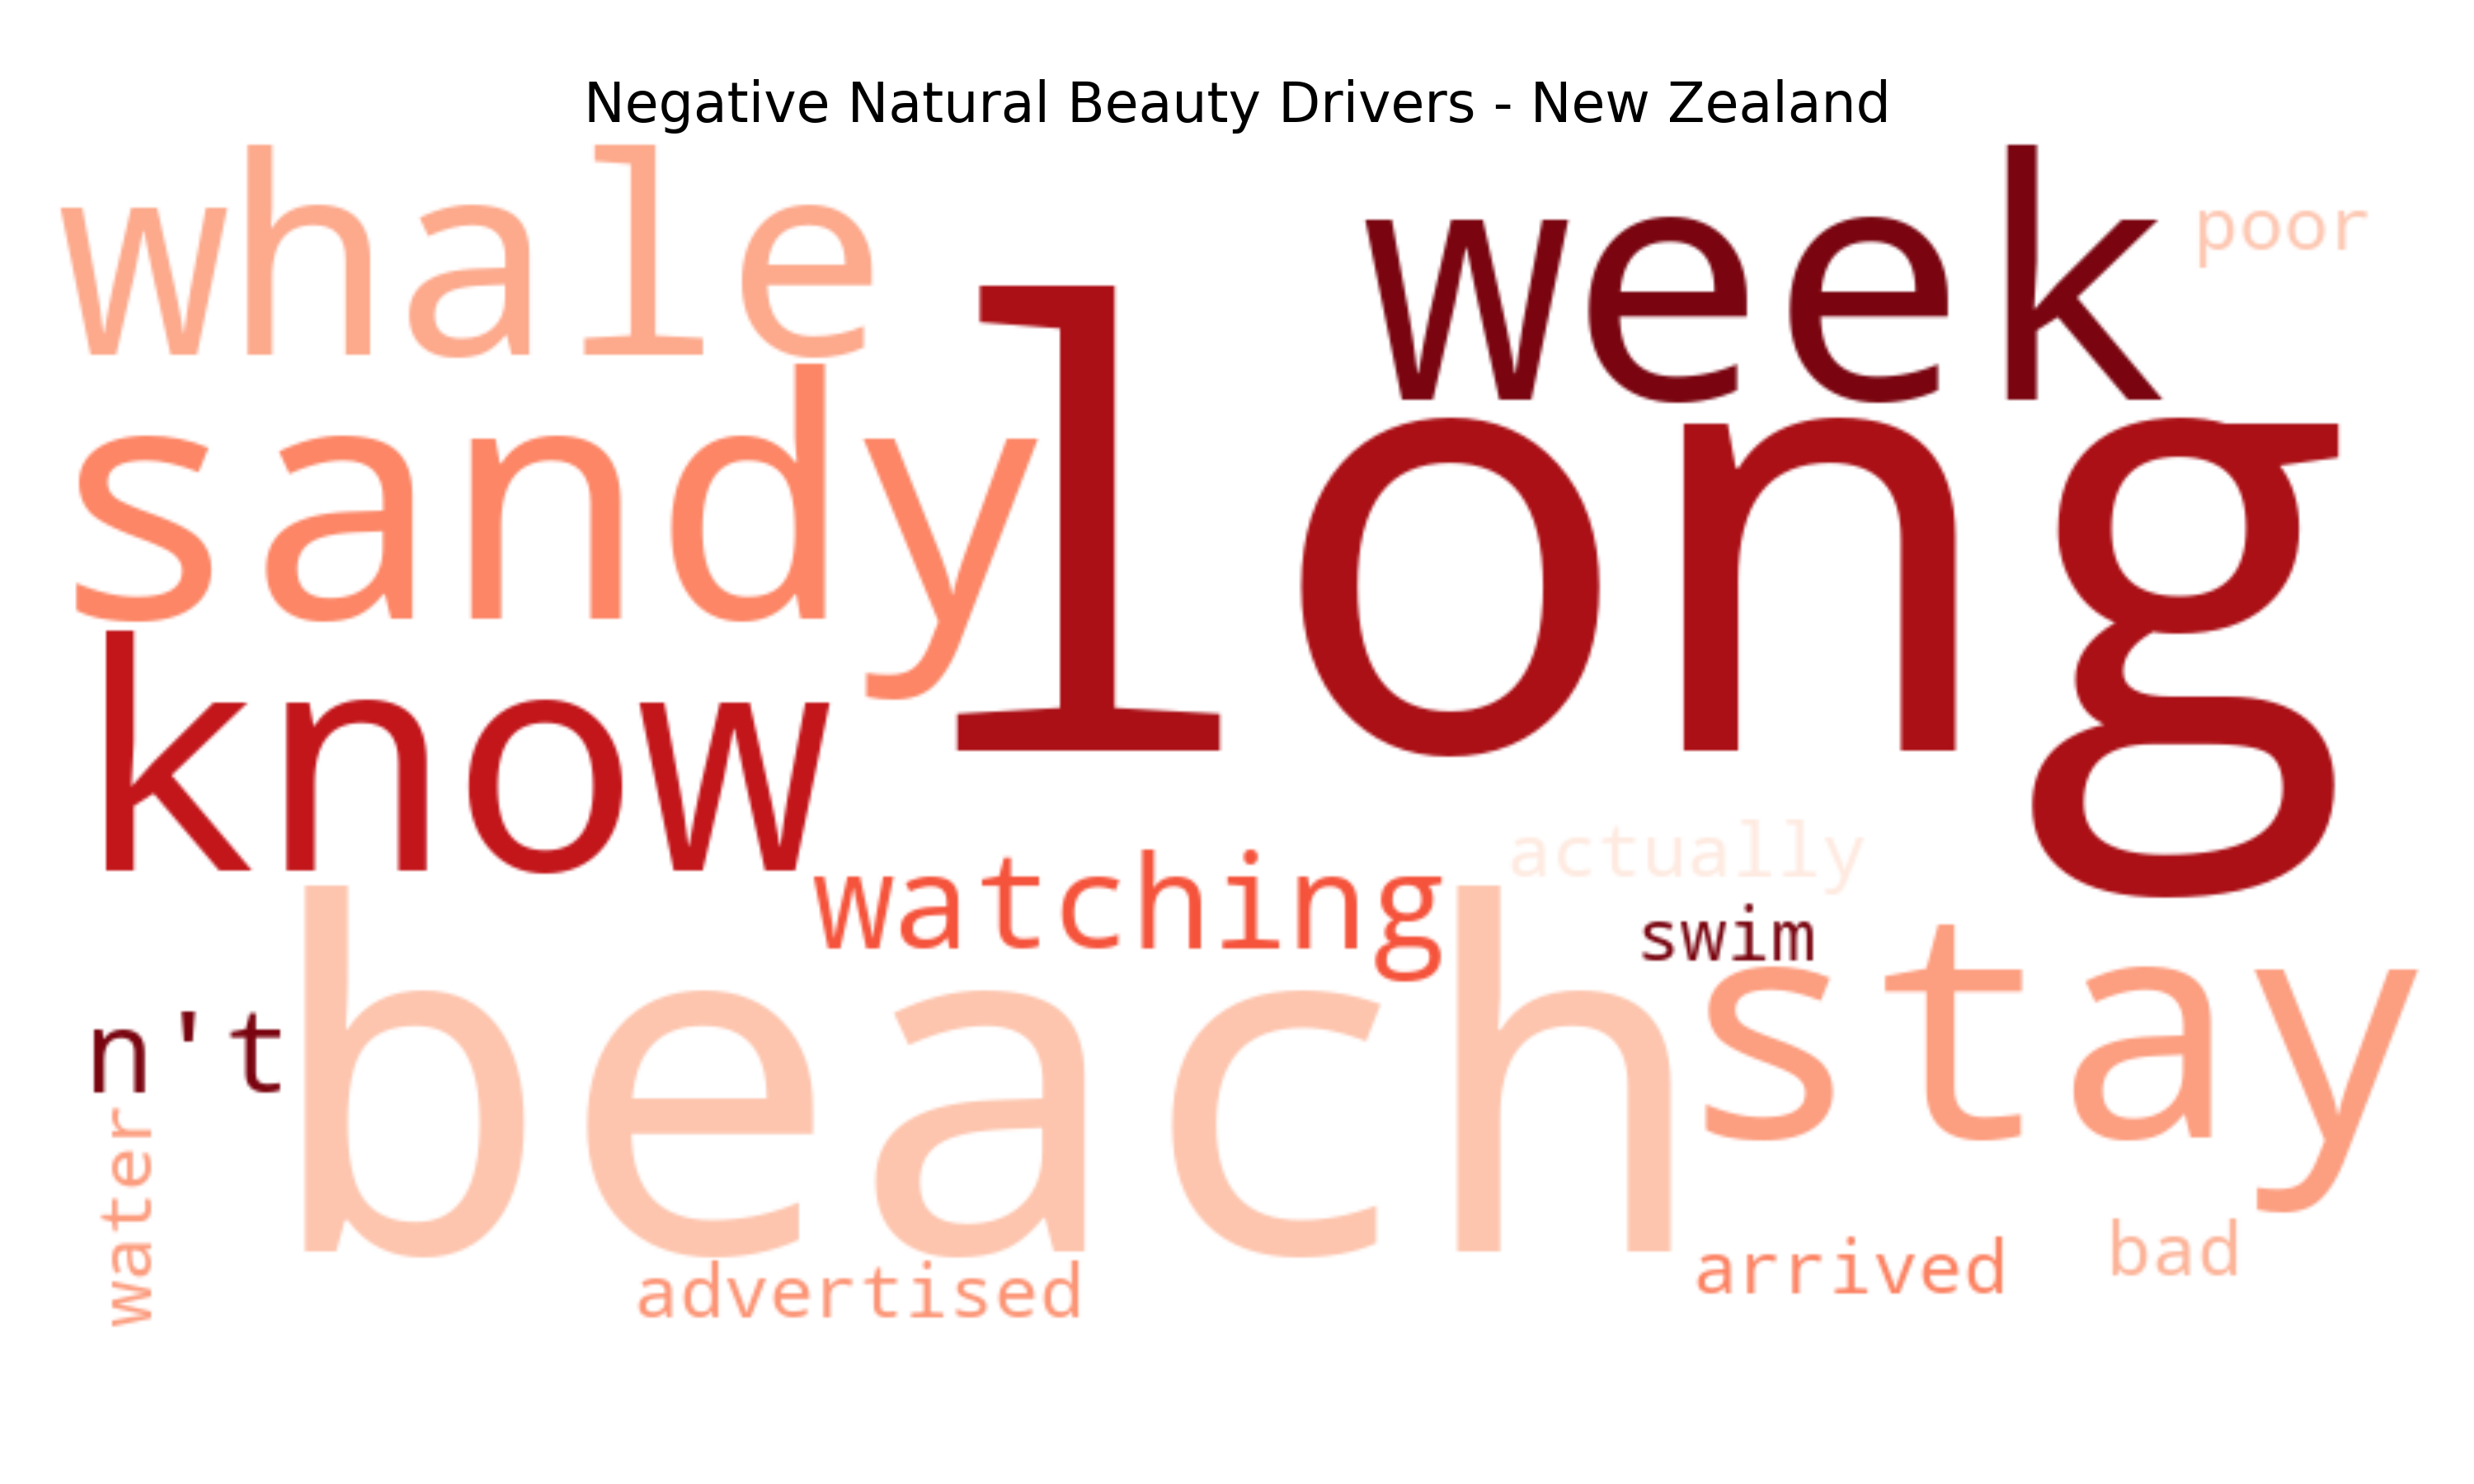 Negative Natural Beauty Drivers - New Zealand
whale
week
poor
long
sandy
know
watching
actually
swim
n't
beach
stay
water
advertised
arrived
bad